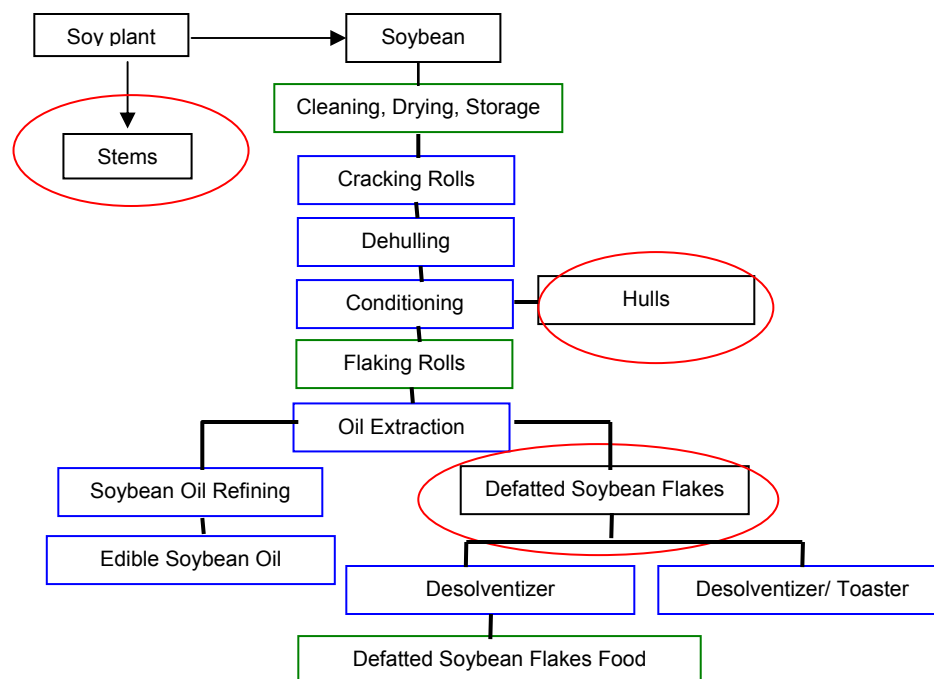 Soy plant
Soybean
Cleaning, Drying, Storage
Stems
Cracking Rolls
Dehulling
Conditioning
Hulls
Flaking Rolls
Oil Extraction
Soybean Oil Refining
Defatted Soybean Flakes
Edible Soybean Oil
Desolventizer
Desolventizer/ Toaster
Defatted Soybean Flakes Food